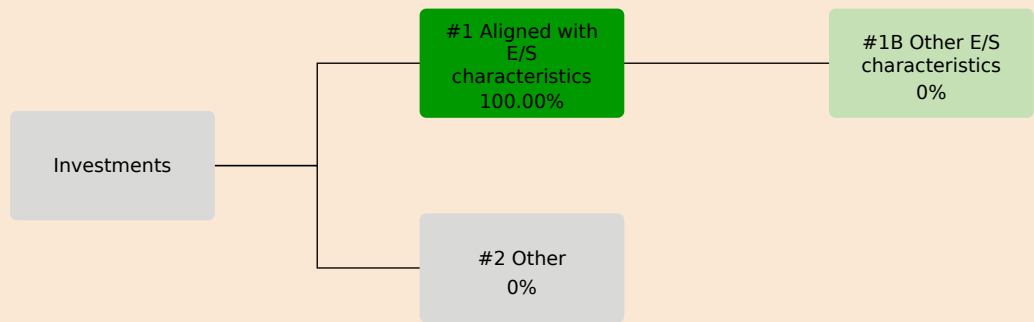 #1 Aligned with
E/S
characteristics
100.00%
#1B Other E/S
characteristics
0%
Investments
#2 Other
0%